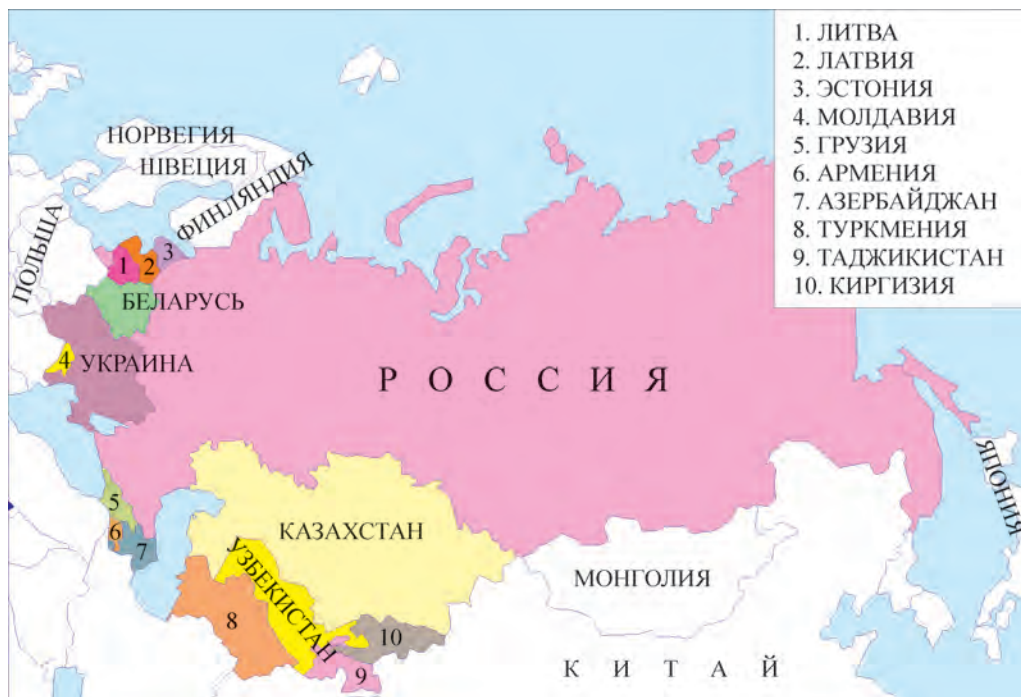 1. ЛИТВА
2. ЛАТВИЯ
3. ЭСТОНИЯ
4. МОЛДАВИЯ
5. ГРУЗИЯ
6. АРМЕНИЯ
7. АЗЕРБАЙДЖАН
8. ТУРКМЕНИЯ
9. ТАДЖИКИСТАН
10. КИРГИЗИЯ
НОРВЕГИЯ
ШВЕЦИЯ
ФИНЛЯНДИЯ
ПОЛЬША
1
2
3
БЕЛАРУСЬ
4
УКРАИНА
РОССИЯ
ЯПОНИЯ
5
6
7
КАЗАХСТАН
УЗБЕКИСТАН
МОНГОЛИЯ
8
10
9
КИТАЙ